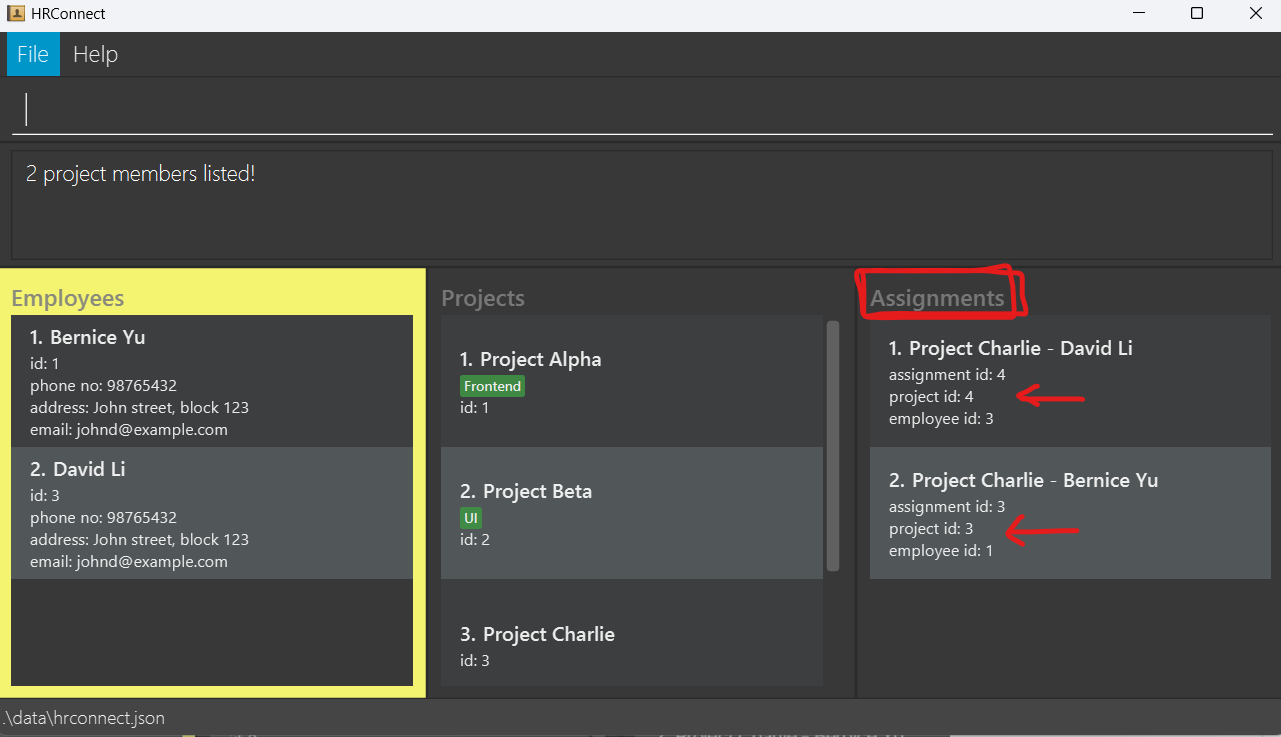 HRConnect
File Help
2 project members listed!
Employees
1. Bernice Yu
id: 1
phone no: 98765432
address: John street, block 123
email: johnd@example.com
2. David Li
id: 3
phone no: 98765432
address: John street, block 123
email: johnd@example.com
Projects
1. Project Alpha
Frontend
id: 1
2. Project Beta
UI
id: 2
3. Project Charlie
id: 3
Assignments
1. Project Charlie - David Li
assignment id: 4
project id: 4
employee id: 3
2. Project Charlie - Bernice Yu
assignment id: 3
project id: 3
employee id: 1
.\data\hrconnect.json